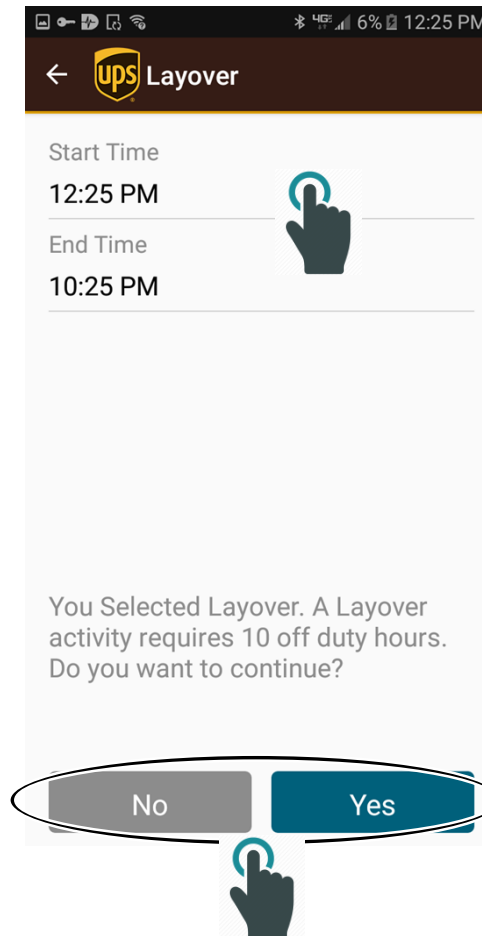 4GE 6% 12:25 PM
ups Layover
Start Time
12:25 PM
End Time
10:25 PM
You Selected Layover. A Layover
activity requires 10 off duty hours.
Do you want to continue?
No Yes